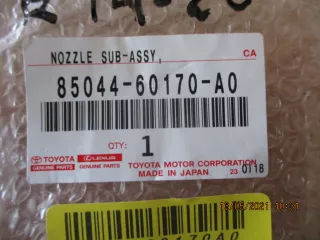 NOZZLE SUB-ASSY, CA
85044-60170-A0
QTY: 1
TOYOTA LEXUS TOYOTA MOTOR CORPORATION
GENUINE PARTS GENUINE PARTS MADE IN JAPAN 23 0118